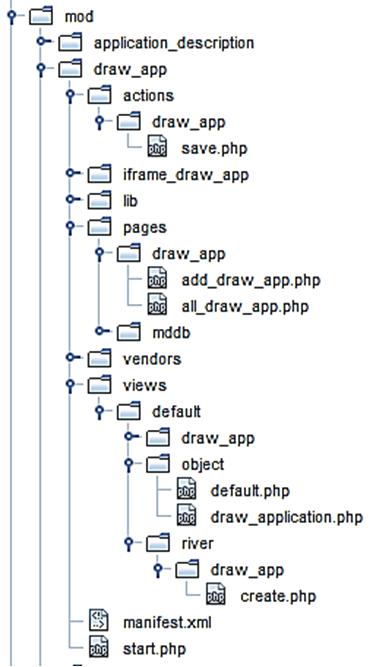 mod
application_description
draw_app
actions
draw_app
save.php
iframe_draw_app
lib
pages
draw_app
add_draw_app.php
all_draw_app.php
mddb
vendors
views
default
draw_app
object
default.php
draw_application.php
river
draw_app
create.php
manifest.xml
start.php